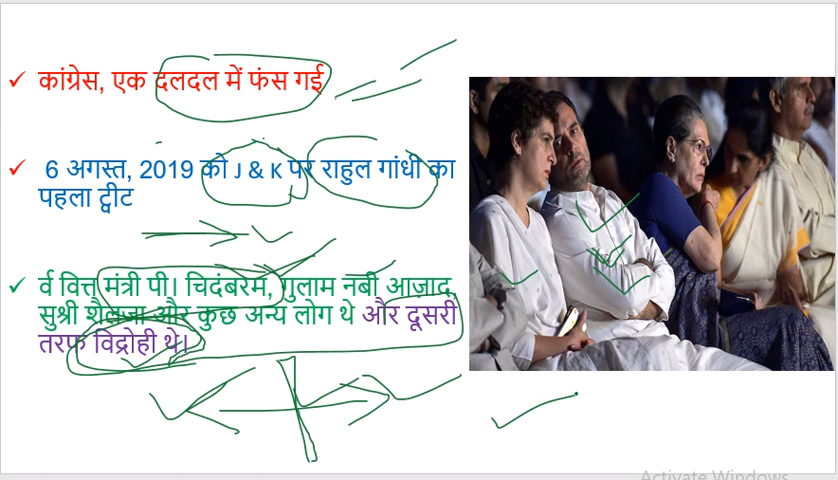 कांग्रेस, एक दलदल में फंस गई
6 अगस्त, 2019 को J & K पर राहुल गांधी का
पहला ट्वीट
र्व वित्त मंत्री पी। चिदंबरम, गुलाम नबी आज़ाद,
सुश्री शैलजा और कुछ अन्य लोग थे और दूसरी
तरफ विद्रोही थे।
Activate Windows